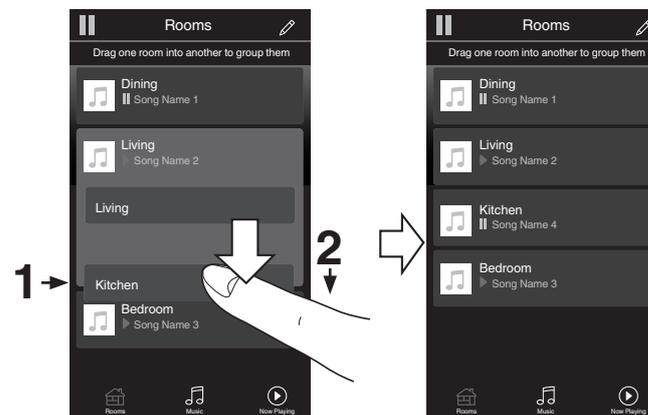 Rooms
Drag one room into another to group them
Dining
Song Name 1
Living
Song Name 2
Living
Kitchen
Bedroom
Song Name 3
Rooms
Music
Now Playing
1
2
Rooms
Drag one room into another to group them
Dining
Song Name 1
Living
Song Name 2
Kitchen
Song Name 4
Bedroom
Song Name 3
Rooms
Music
Now Playing